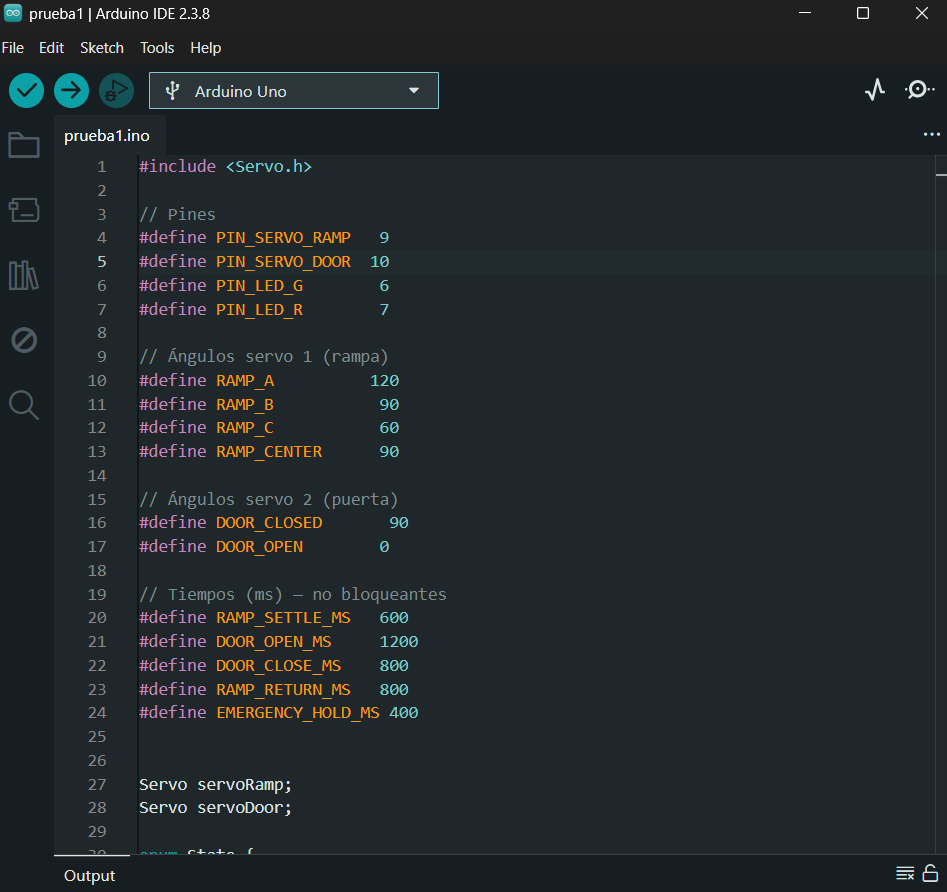 prueba1 | Arduino IDE 2.3.8
File Edit Sketch Tools Help
Arduino Uno
prueba1.ino
1 #include <Servo.h>
2
3 // Pines
4 #define PIN_SERVO_RAMP   9
5 #define PIN_SERVO_DOOR  10
6 #define PIN_LED_G        6
7 #define PIN_LED_R        7
8
9 // Ángulos servo 1 (rampa)
10 #define RAMP_A          120
11 #define RAMP_B           90
12 #define RAMP_C           60
13 #define RAMP_CENTER      90
14
15 // Ángulos servo 2 (puerta)
16 #define DOOR_CLOSED       90
17 #define DOOR_OPEN        0
18
19 // Tiempos (ms) — no bloqueantes
20 #define RAMP_SETTLE_MS   600
21 #define DOOR_OPEN_MS     1200
22 #define DOOR_CLOSE_MS    800
23 #define RAMP_RETURN_MS   800
24 #define EMERGENCY_HOLD_MS 400
25
26
27 Servo servoRamp;
28 Servo servoDoor;
29
30 enum State {
Output